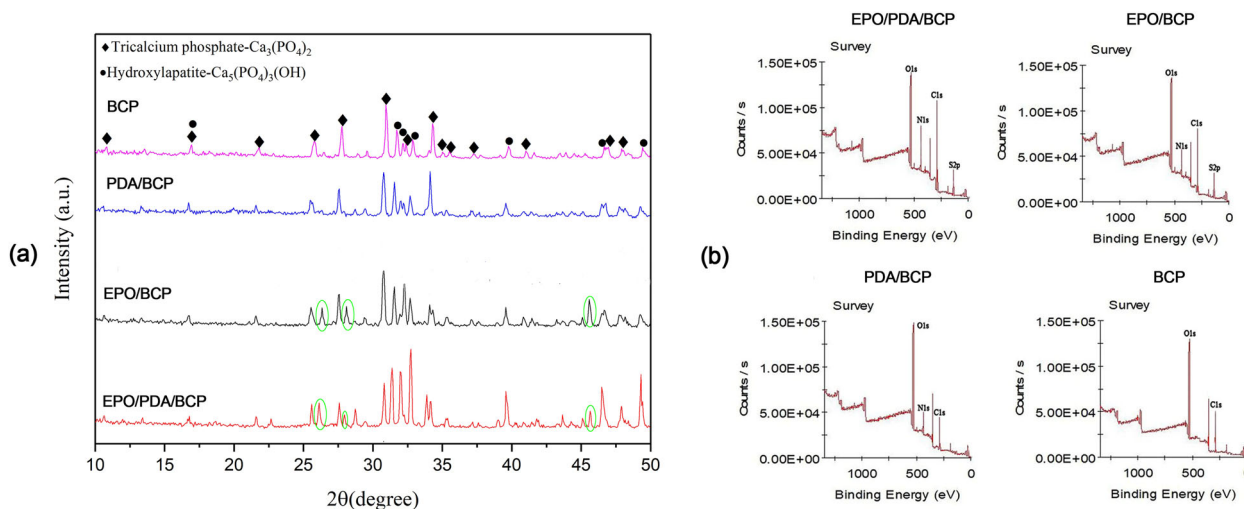 (a)
Intensity (a.u.)
◆ Tricalcium phosphate-Ca₃(PO₄)₂
● Hydroxylapatite-Ca₅(PO₄)₃(OH)
BCP
PDA/BCP
EPO/BCP
EPO/PDA/BCP
10 15 20 25 30 35 40 45 50
2θ(degree)
(b)
EPO/PDA/BCP
Survey
Counts / s
1.50E+05
1.00E+05
5.00E+04
0.00E+00
O1s
C1s
N1s
S2p
1000 500 0
Binding Energy (eV)
EPO/BCP
Survey
Counts / s
1.50E+05
1.00E+05
5.00E+04
0.00E+00
O1s
C1s
N1s
S2p
1000 500 0
Binding Energy (eV)
PDA/BCP
Survey
Counts / s
1.50E+05
1.00E+05
5.00E+04
0.00E+00
O1s
N1s
C1s
1000 500 0
Binding Energy (eV)
BCP
Survey
Counts / s
1.50E+05
1.00E+05
5.00E+04
0.00E+00
O1s
C1s
1000 500 0
Binding Energy (eV)